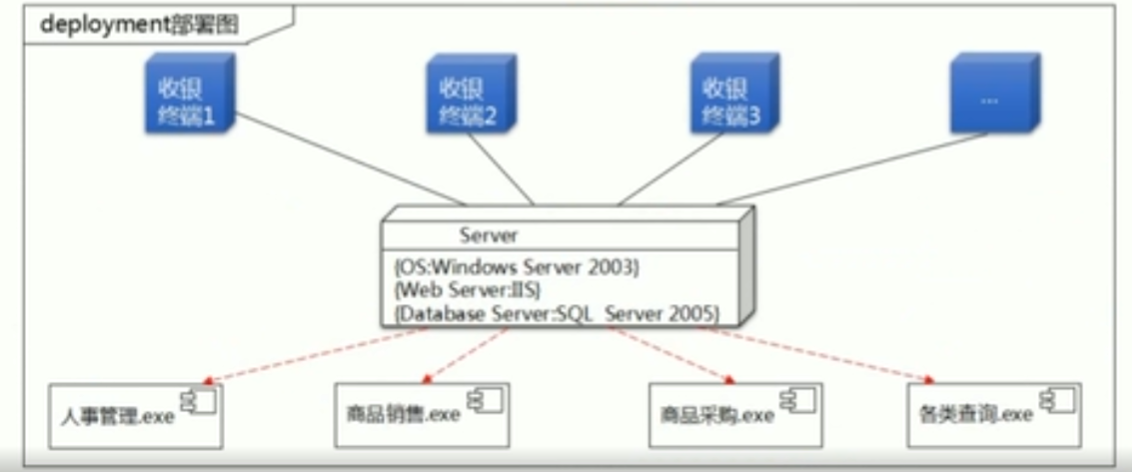 deployment部署图
收银
终端1
收银
终端2
收银
终端3
...
Server
{OS:Windows Server 2003}
{Web Server:IIS}
{Database Server:SQL Server 2005}
人事管理.exe
商品销售.exe
商品采购.exe
各类查询.exe